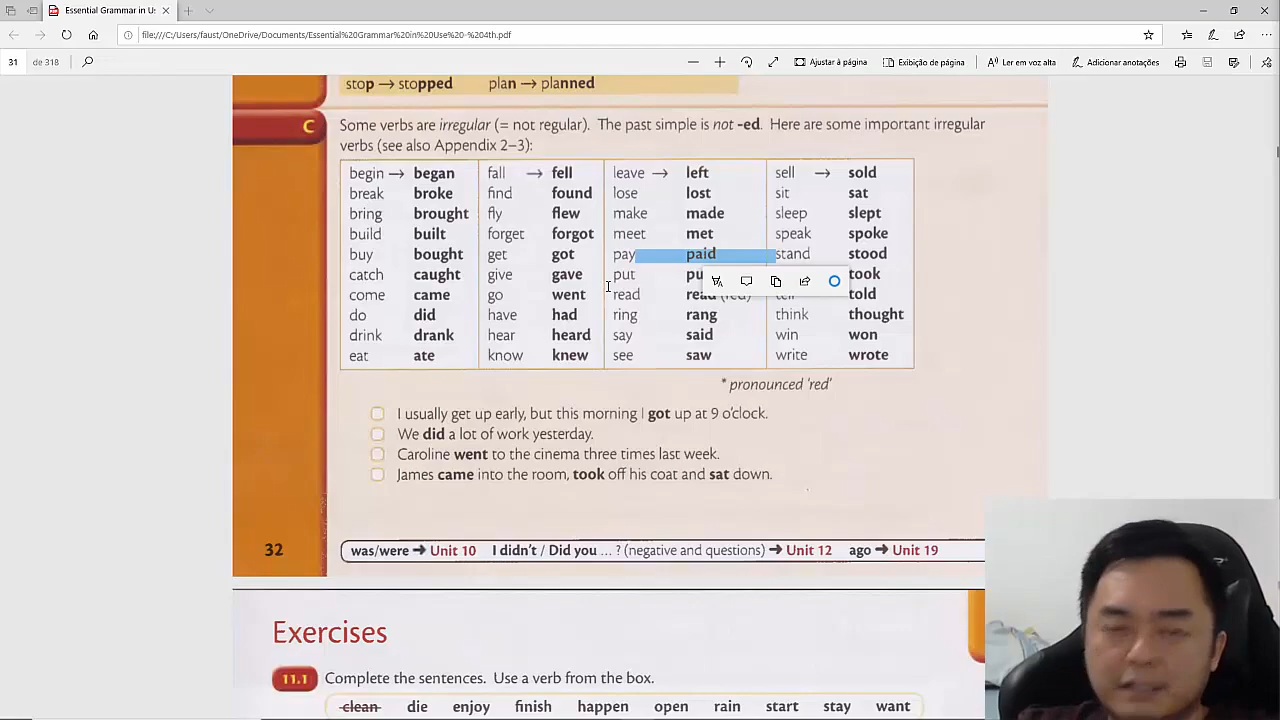 Essential Grammar in Us
file:///C:/Users/faust/OneDrive/Documents/Essential%20Grammar%20in%20Use%20-%204th.pdf
31 de 318 Ajustar à página Exibição de página Ler em voz alta Adicionar anotações
stop → stopped plan → planned
C Some verbs are irregular (= not regular). The past simple is not -ed. Here are some important irregular
verbs (see also Appendix 2–3):
begin → began fall → fell leave → left sell → sold
break broke find found lose lost sit sat
bring brought fly flew make made sleep slept
build built forget forgot meet met speak spoke
buy bought get got pay paid stand stood
catch caught give gave put pu took
come came go went read read (red) tell told
do did have had ring rang think thought
drink drank hear heard say said win won
eat ate know knew see saw write wrote
* pronounced 'red'
I usually get up early, but this morning I got up at 9 o'clock.
We did a lot of work yesterday.
Caroline went to the cinema three times last week.
James came into the room, took off his coat and sat down.
32 was/were ➔ Unit 10 I didn't / Did you … ? (negative and questions) ➔ Unit 12 ago ➔ Unit 19
Exercises
11.1 Complete the sentences. Use a verb from the box.
clean die enjoy finish happen open rain start stay want